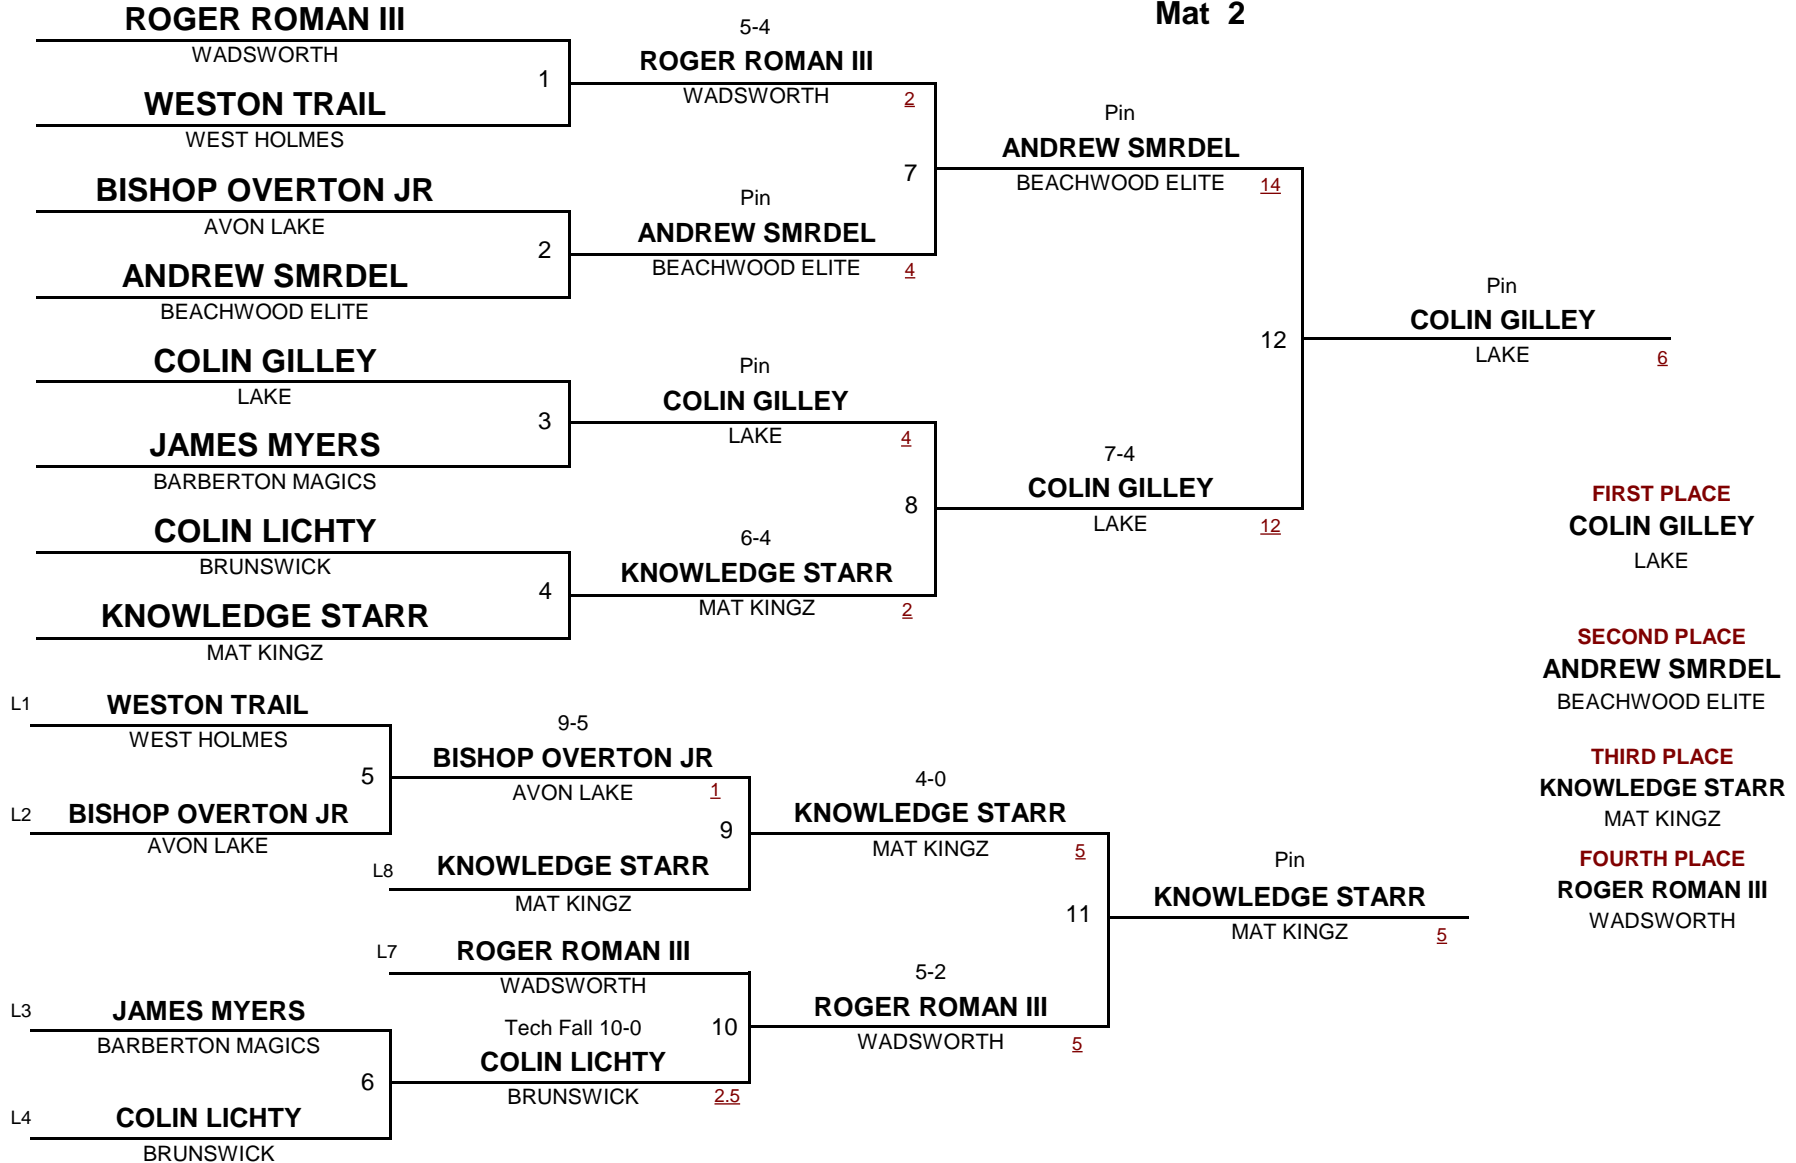 Mat 2
ROGER ROMAN III
WADSWORTH
1
WESTON TRAIL
WEST HOLMES
BISHOP OVERTON JR
AVON LAKE
2
ANDREW SMRDEL
BEACHWOOD ELITE
COLIN GILLEY
LAKE
3
JAMES MYERS
BARBERTON MAGICS
COLIN LICHTY
BRUNSWICK
4
KNOWLEDGE STARR
MAT KINGZ
5-4
ROGER ROMAN III
WADSWORTH 2
7
Pin
ANDREW SMRDEL
BEACHWOOD ELITE 4
Pin
COLIN GILLEY
LAKE 4
8
6-4
KNOWLEDGE STARR
MAT KINGZ 2
Pin
ANDREW SMRDEL
BEACHWOOD ELITE 14
12
7-4
COLIN GILLEY
LAKE 12
Pin
COLIN GILLEY
LAKE 6
FIRST PLACE
COLIN GILLEY
LAKE
SECOND PLACE
ANDREW SMRDEL
BEACHWOOD ELITE
THIRD PLACE
KNOWLEDGE STARR
MAT KINGZ
FOURTH PLACE
ROGER ROMAN III
WADSWORTH
L1 WESTON TRAIL
WEST HOLMES
5
L2 BISHOP OVERTON JR
AVON LAKE
9-5
BISHOP OVERTON JR
AVON LAKE 1
9
L8 KNOWLEDGE STARR
MAT KINGZ
L7 ROGER ROMAN III
WADSWORTH
10
L3 JAMES MYERS
BARBERTON MAGICS
6
L4 COLIN LICHTY
BRUNSWICK
Tech Fall 10-0
COLIN LICHTY
BRUNSWICK 2.5
4-0
KNOWLEDGE STARR
MAT KINGZ 5
11
5-2
ROGER ROMAN III
WADSWORTH 5
Pin
KNOWLEDGE STARR
MAT KINGZ 5